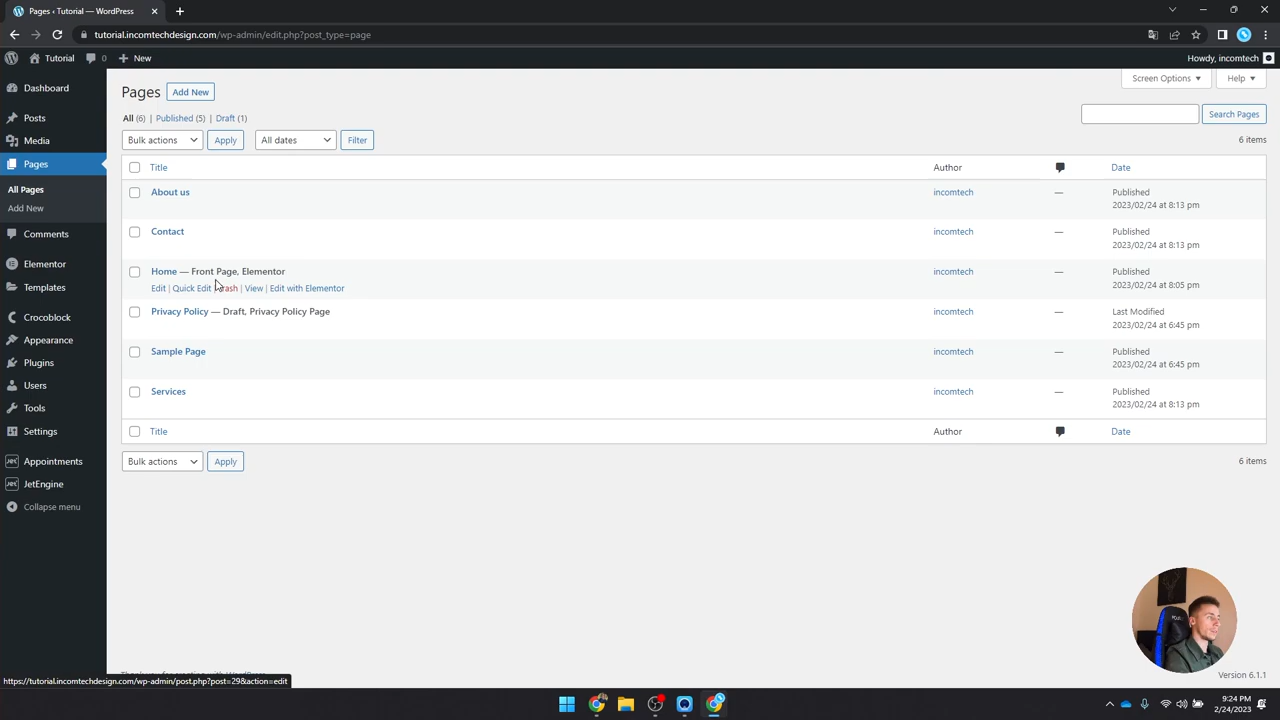 Pages ‹ Tutorial — WordPress
tutorial.incomtechdesign.com/wp-admin/edit.php?post_type=page
Tutorial 0 New Howdy, incomtech
Screen Options Help
Pages Add New
All (6) | Published (5) | Draft (1)
Search Pages
Bulk actions Apply All dates Filter 6 items
Title Author Date
About us incomtech — Published
2023/02/24 at 8:13 pm
Contact incomtech — Published
2023/02/24 at 8:13 pm
Home — Front Page, Elementor incomtech — Published
Edit | Quick Edit | Trash | View | Edit with Elementor 2023/02/24 at 8:05 pm
Privacy Policy — Draft, Privacy Policy Page incomtech — Last Modified
2023/02/24 at 6:45 pm
Sample Page incomtech — Published
2023/02/24 at 6:45 pm
Services incomtech — Published
2023/02/24 at 8:13 pm
Title Author Date
Bulk actions Apply 6 items
Dashboard
Posts
Media
Pages
All Pages
Add New
Comments
Elementor
Templates
Crocoblock
Appearance
Plugins
Users
Tools
Settings
Appointments
JetEngine
Collapse menu
https://tutorial.incomtechdesign.com/wp-admin/post.php?post=29&action=edit
Version 6.1.1
9:24 PM
2/24/2023